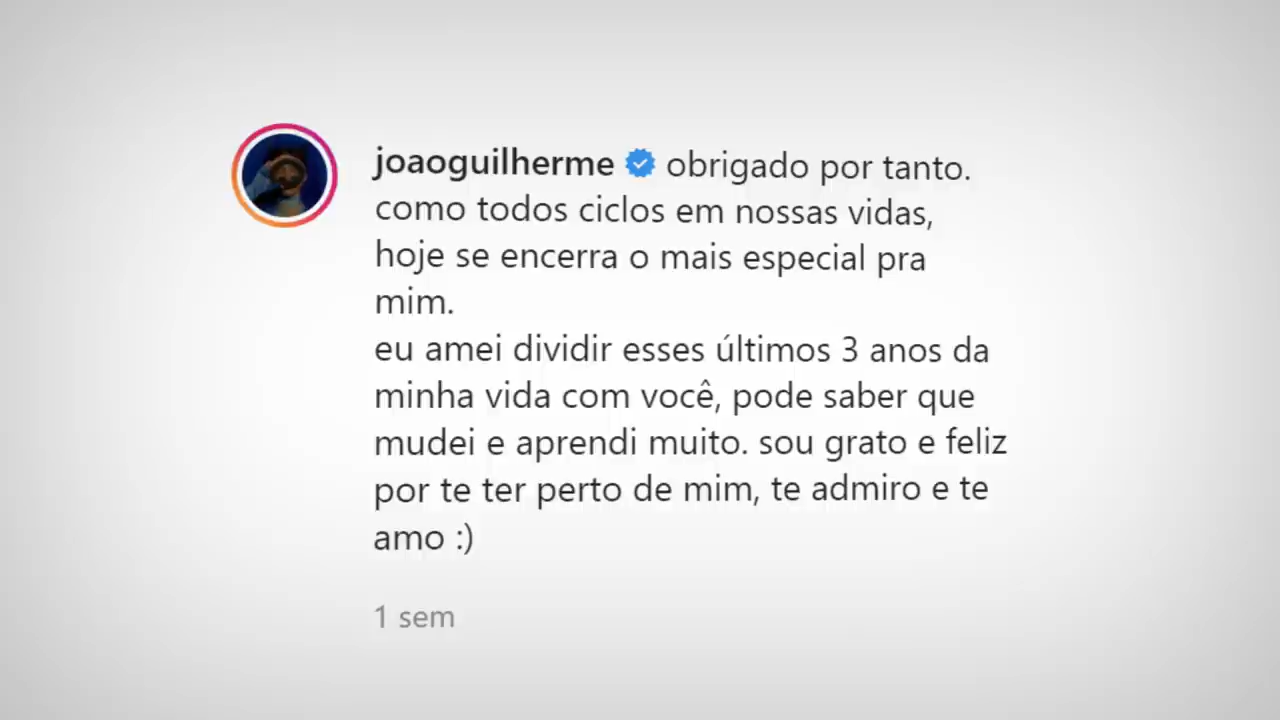 joaoguilherme obrigado por tanto.
como todos ciclos em nossas vidas,
hoje se encerra o mais especial pra
mim.
eu amei dividir esses últimos 3 anos da
minha vida com você, pode saber que
mudei e aprendi muito. sou grato e feliz
por te ter perto de mim, te admiro e te
amo :)
1 sem